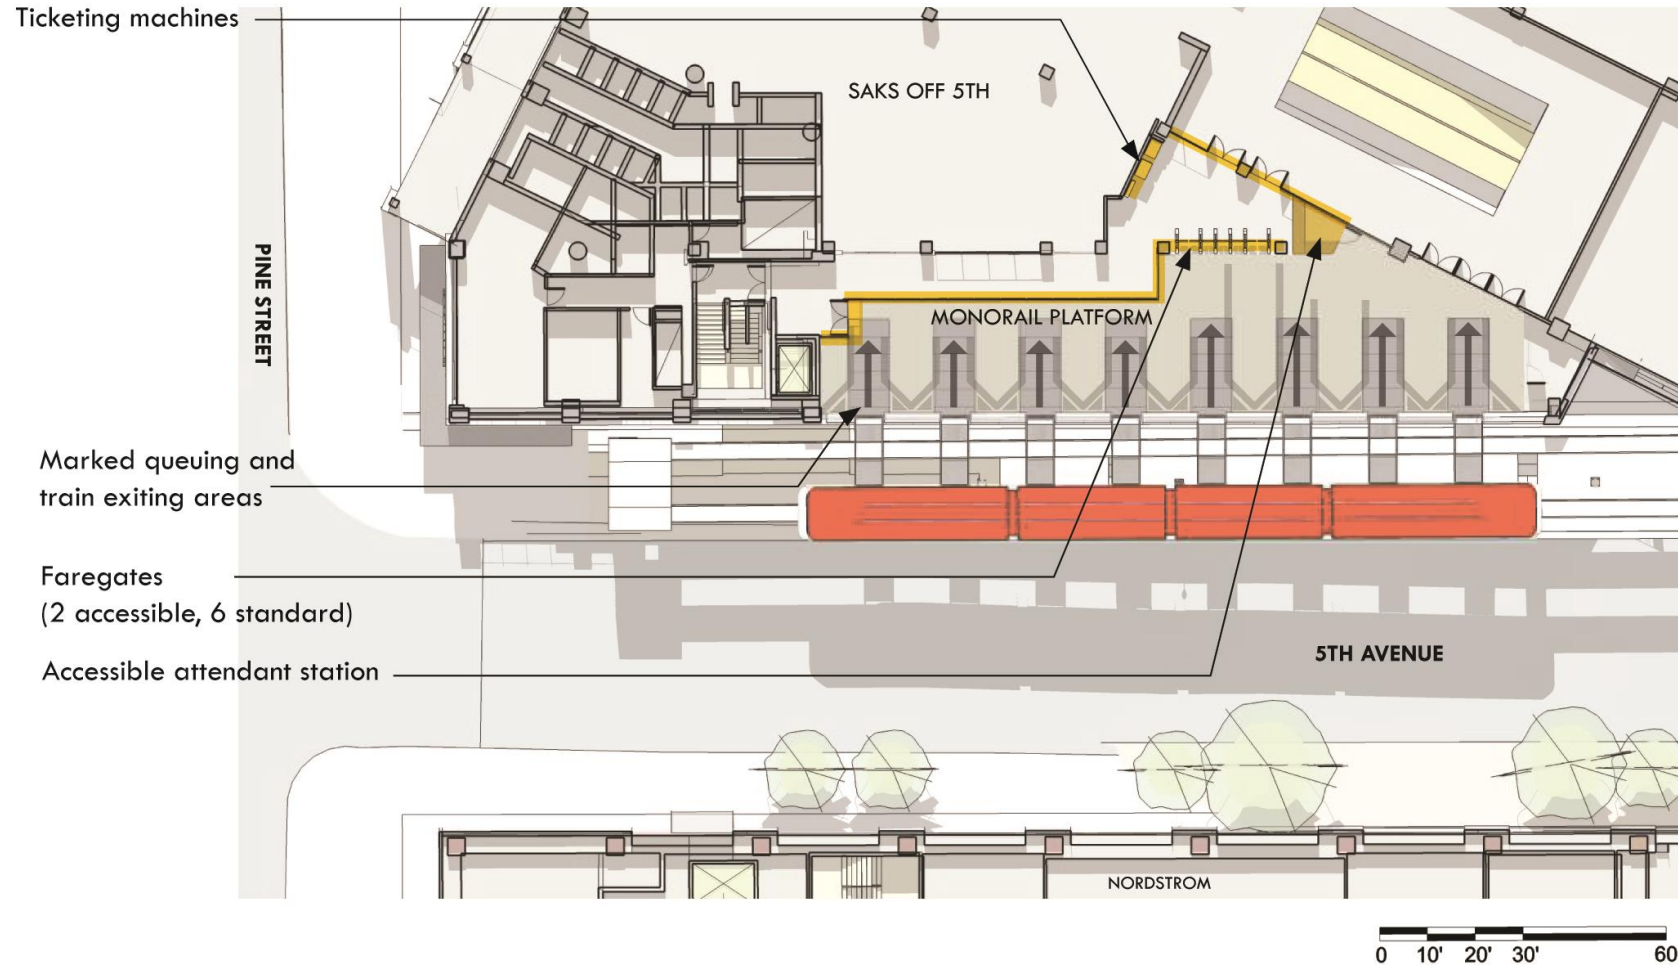 Ticketing machines
SAKS OFF 5TH
PINE STREET
MONORAIL PLATFORM
Marked queuing and
train exiting areas
Faregates
(2 accessible, 6 standard)
5TH AVENUE
Accessible attendant station
NORDSTROM
0 10' 20' 30' 60